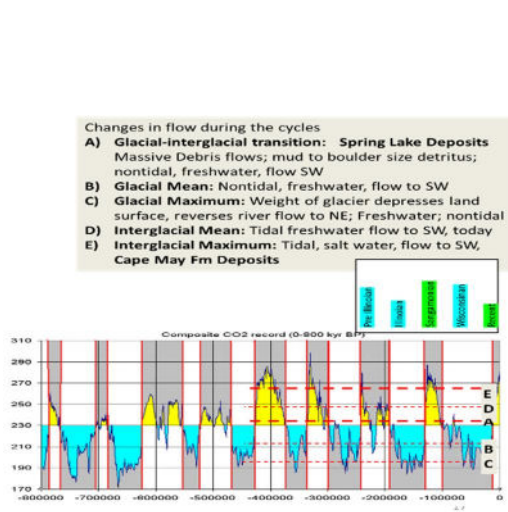 Changes in flow during the cycles
A) Glacial-interglacial transition: Spring Lake Deposits
Massive Debris flows; mud to boulder size detritus;
nontidal, freshwater, flow SW
B) Glacial Mean: Nontidal, freshwater, flow to SW
C) Glacial Maximum: Weight of glacier depresses land
surface, reverses river flow to NE; Freshwater; nontidal
D) Interglacial Mean: Tidal freshwater flow to SW, today
E) Interglacial Maximum: Tidal, salt water, flow to SW,
Cape May Fm Deposits
Pre Illinoian
Illinoian
Sangamonian
Wisconsinan
Recent
Composite CO2 record (0-800 kyr BP)
310
290
270
250
230
210
190
170
E
D
A
B
C
-800000 -700000 -600000 -500000 -400000 -300000 -200000 -100000 0